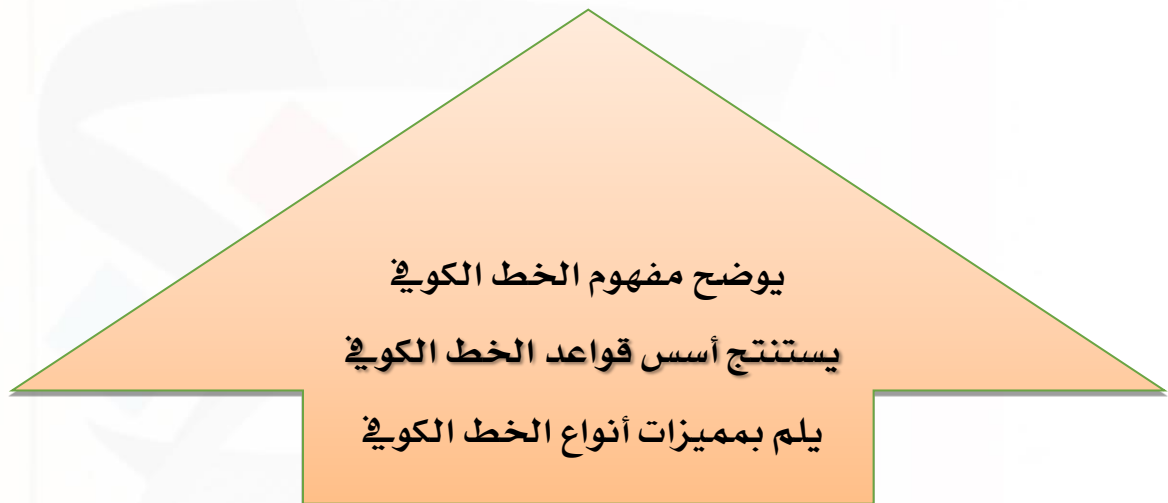 يوضح مفهوم الخط الكوفي
يستنتج أسس قواعد الخط الكوفي
يلم بمميزات أنواع الخط الكوفي